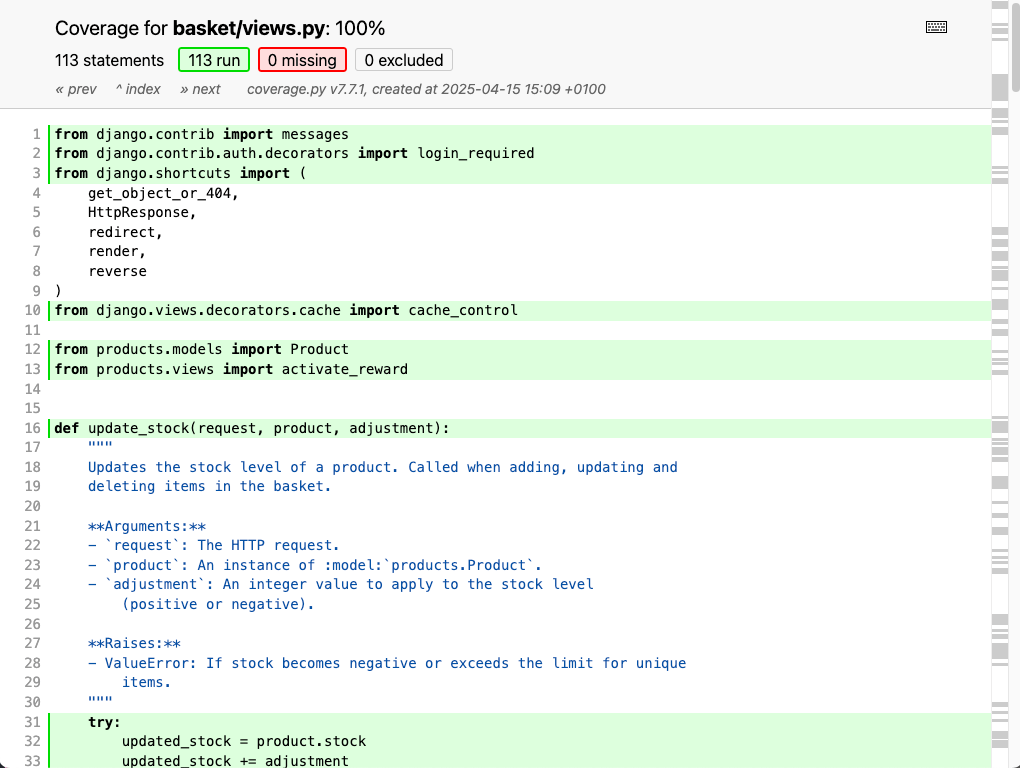 Coverage for basket/views.py: 100%
113 statements 113 run 0 missing 0 excluded
« prev ^ index » next coverage.py v7.7.1, created at 2025-04-15 15:09 +0100
1 from django.contrib import messages
2 from django.contrib.auth.decorators import login_required
3 from django.shortcuts import (
4 get_object_or_404,
5 HttpResponse,
6 redirect,
7 render,
8 reverse
9 )
10 from django.views.decorators.cache import cache_control
11
12 from products.models import Product
13 from products.views import activate_reward
14
15
16 def update_stock(request, product, adjustment):
17 """
18 Updates the stock level of a product. Called when adding, updating and
19 deleting items in the basket.
20
21 **Arguments:**
22 - `request`: The HTTP request.
23 - `product`: An instance of :model:`products.Product`.
24 - `adjustment`: An integer value to apply to the stock level
25 (positive or negative).
26
27 **Raises:**
28 - ValueError: If stock becomes negative or exceeds the limit for unique
29 items.
30 """
31 try:
32 updated_stock = product.stock
33 updated_stock += adjustment